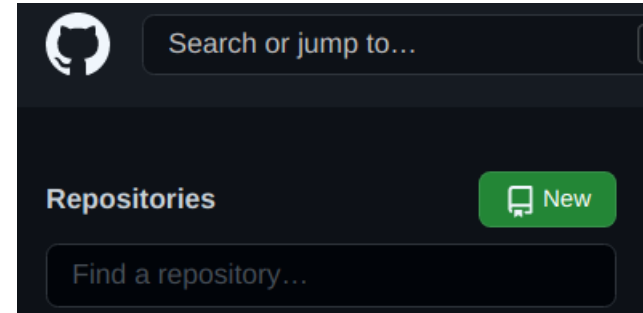 Search or jump to…
Repositories
New
Find a repository…